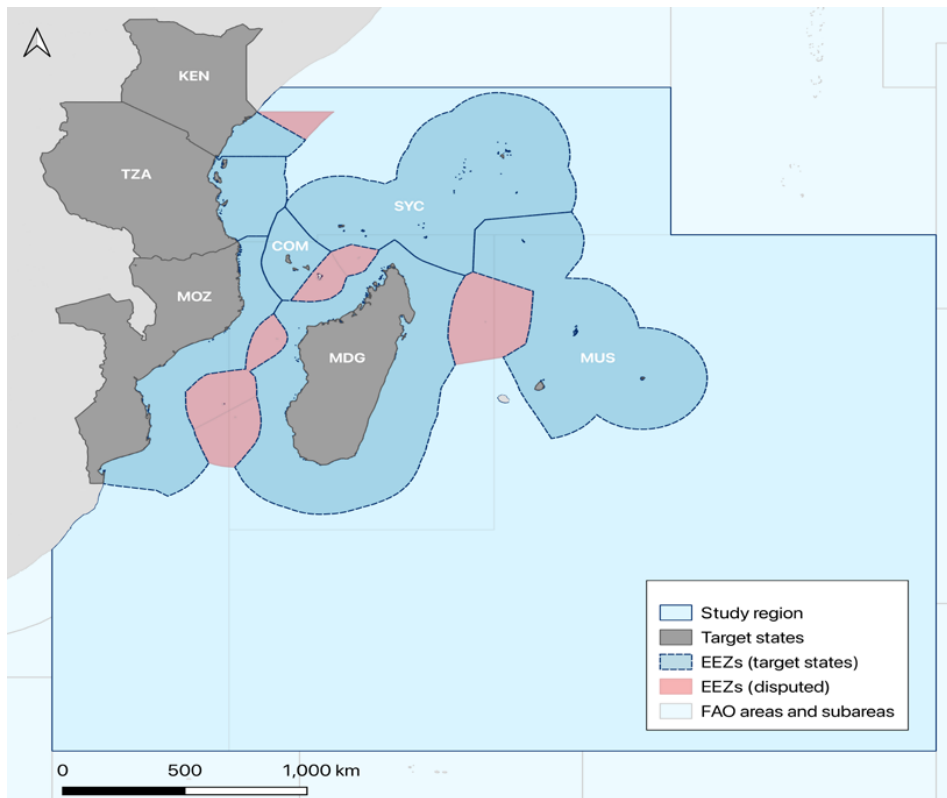 KEN
TZA
SYC
COM
MOZ
MDG
MUS
Study region
Target states
EEZs (target states)
EEZs (disputed)
FAO areas and subareas
0 500 1,000 km